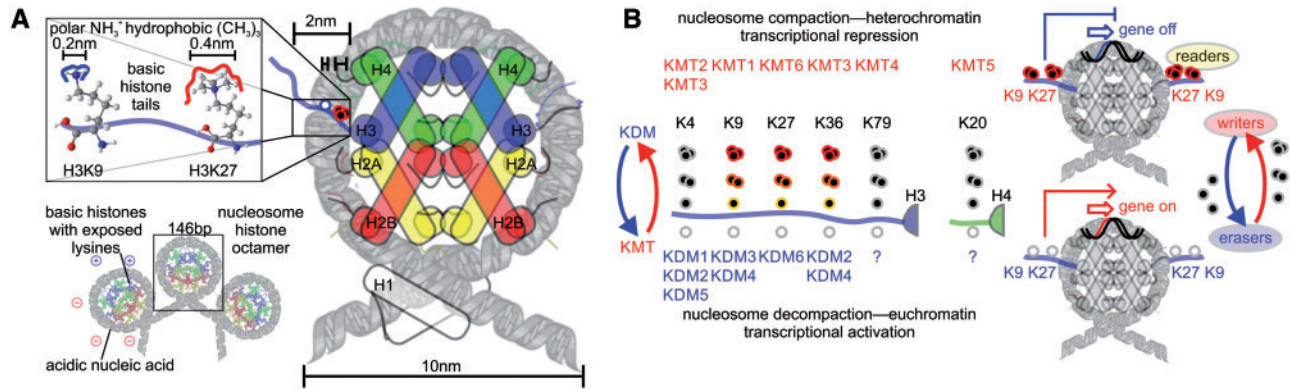 A
polar NH3+ hydrophobic (CH3)3
0.2nm
0.4nm
basic
histone
tails
H3K9
H3K27
2nm
H4
H4
H3
H3
H2A
H2A
H2B
H2B
H1
10nm
basic histones
with exposed
lysines
146bp
nucleosome
histone
octamer
acidic nucleic acid
B
nucleosome compaction—heterochromatin
transcriptional repression
KMT2 KMT1 KMT6 KMT3 KMT4 KMT5
KMT3
K4 K9 K27 K36 K79 K20
KDM
KMT
H3
H4
KDM1 KDM3 KDM6 KDM2 ? ?
KDM2 KDM4 KDM4
KDM5
nucleosome decompaction—euchromatin
transcriptional activation
gene off
readers
K9 K27
K27 K9
writers
gene on
erasers
K9 K27
K27 K9